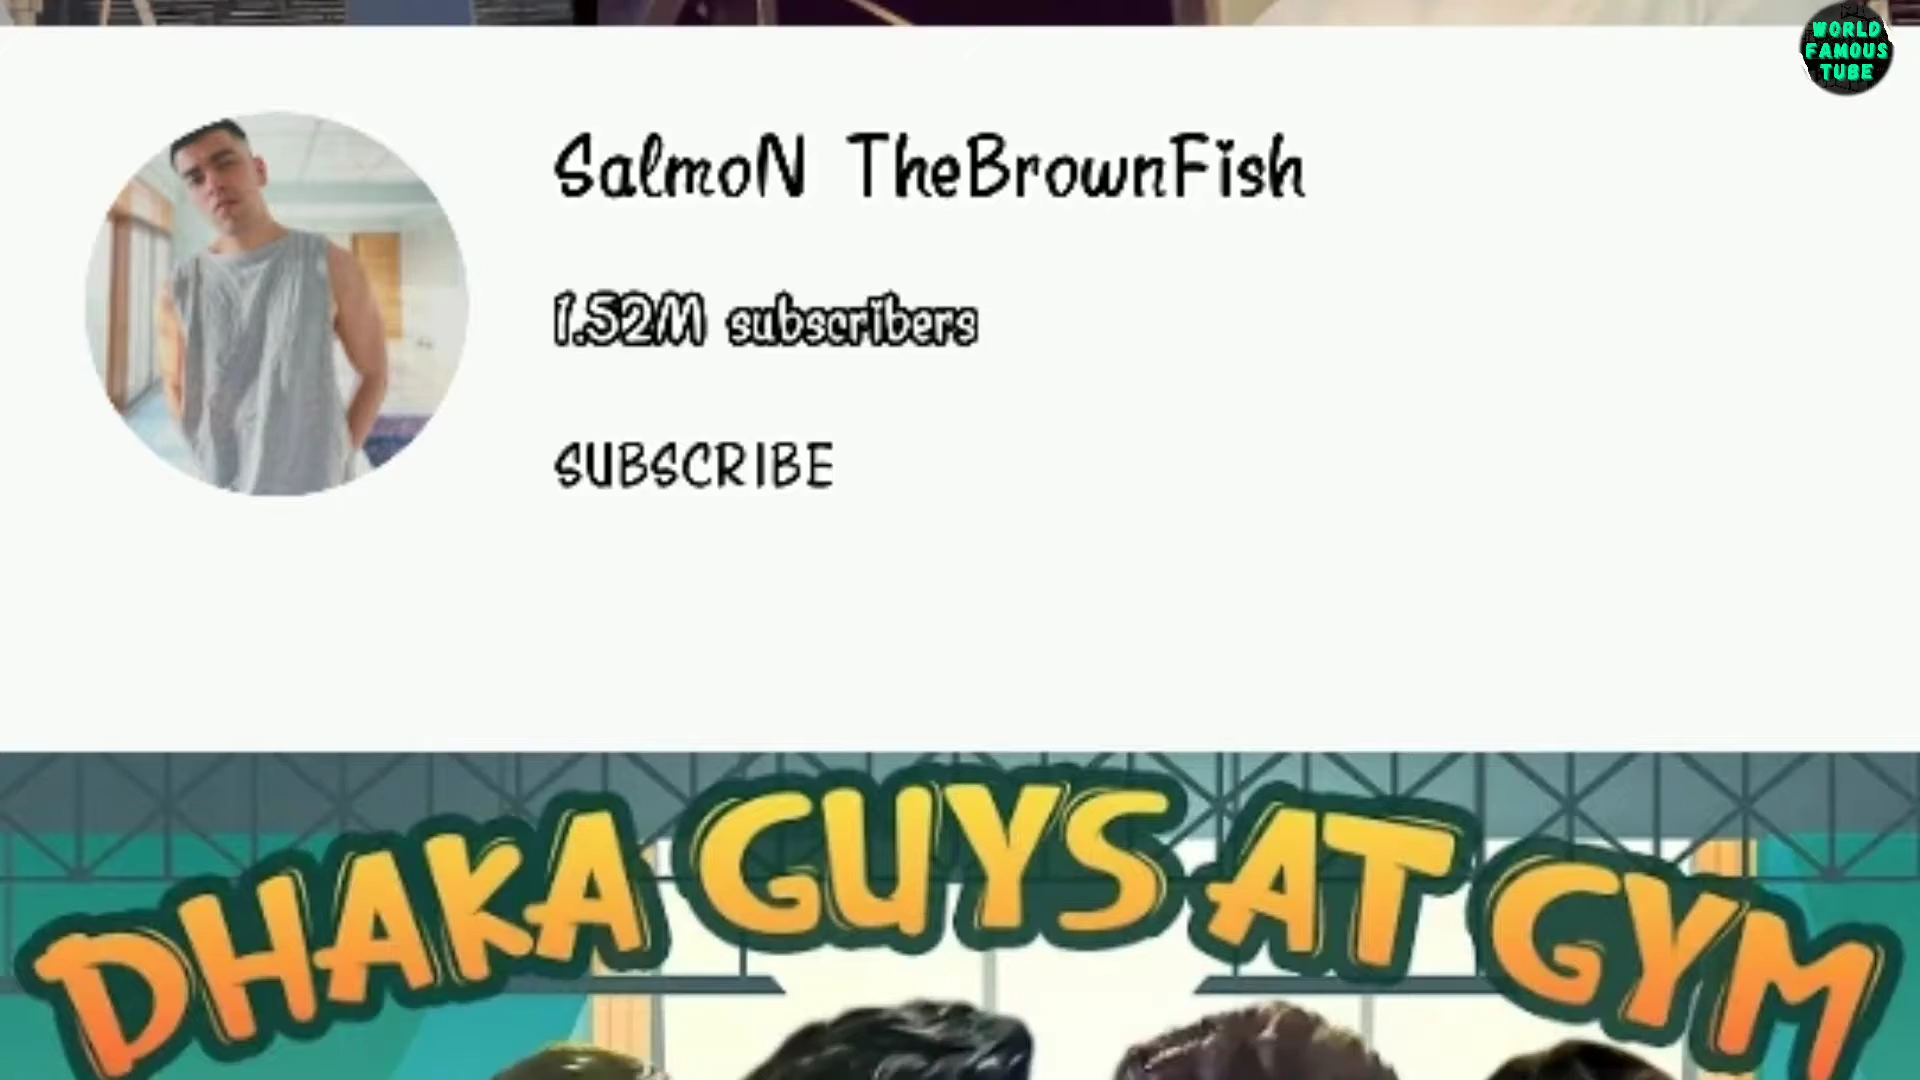 WORLD
FAMOUS
TUBE
SalmoN TheBrownFish
1.52M subscribers
SUBSCRIBE
DHAKA GUYS AT GYM